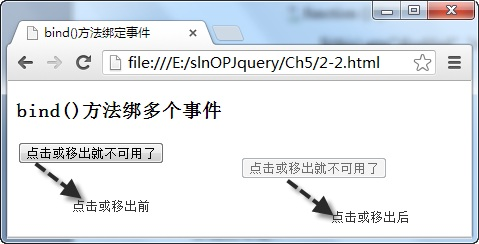 bind()方法绑定事件
file:///E:/slnOPJquery/Ch5/2-2.html
bind()方法绑多个事件
点击或移出就不可用了
点击或移出就不可用了
点击或移出前
点击或移出后